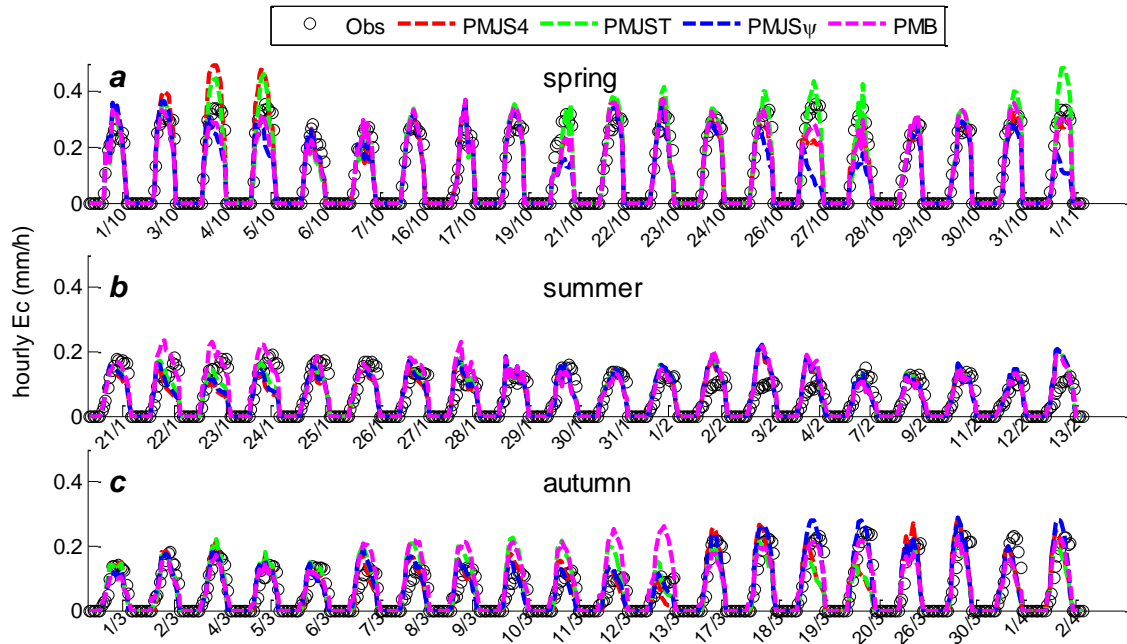 Obs PMJS4 PMJST PMJSψ PMB
a spring
0.4
0.2
0
1/10 3/10 4/10 5/10 6/10 7/10 16/10 17/10 19/10 21/10 22/10 23/10 24/10 26/10 27/10 28/10 29/10 30/10 31/10 1/11
hourly Ec (mm/h)
b summer
0.4
0.2
0
21/1 22/1 23/1 24/1 25/1 26/1 27/1 28/1 29/1 30/1 31/1 1/2 2/2 3/2 4/2 7/2 9/2 11/2 12/2 13/2
c autumn
0.4
0.2
0
1/3 2/3 4/3 5/3 6/3 7/3 8/3 9/3 10/3 11/3 12/3 13/3 17/3 18/3 19/3 20/3 26/3 30/3 1/4 2/4